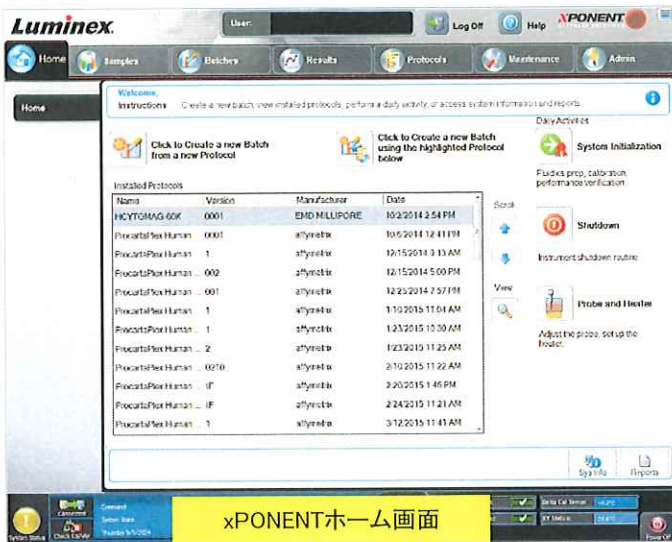 Luminex.
User:
Log Off
Help
xPONENT
Home
Samples
Batches
Results
Protocols
Maintenance
Admin
Home
Welcome,
Instructions Create a new batch, view installed protocols, perform a daily activity, or access system information and reports.
Click to Create a new Batch
from a new Protocol
Click to Create a new Batch
using the highlighted Protocol
below
Daily Activities
System Initialization
Fluidics prep, calibration,
performance verification.
Shutdown
Instrument shutdown routine.
Probe and Heater
Adjust the probe, set up the
heater.
Installed Protocols
Name Version Manufacturer Date
HCYTOMAG-60K 0001 EMD MILLIPORE 10/2/2014 2:54 PM
ProcartaPlex Human 0001 affymetrix 10/6/2014 12:41 PM
ProcartaPlex Human 1 affymetrix 12/15/2014 9:13 AM
ProcartaPlex Human ... 002 affymetrix 12/15/2014 5:00 PM
ProcartaPlex Human ... 001 affymetrix 12/25/2014 7:57 PM
ProcartaPlex Human 1 affymetrix 1/10/2015 11:04 AM
ProcartaPlex Human ... 1 affymetrix 1/23/2015 10:30 AM
ProcartaPlex Human ... 2 affymetrix 1/23/2015 11:25 AM
ProcartaPlex Human ... 0210 affymetrix 2/10/2015 11:22 AM
ProcartaPlex Human ... IF affymetrix 2/20/2015 1:46 PM
ProcartaPlex Human ... IF affymetrix 2/24/2015 11:21 AM
ProcartaPlex Human ... 1 affymetrix 3/12/2015 11:41 AM
Scroll
View
Sys Info
Reports
System Status
Connected
Command
System State
Thursday 9/5/2024
xPONENTホーム画面
Delta Cal Temp:
XY Status:
Power On